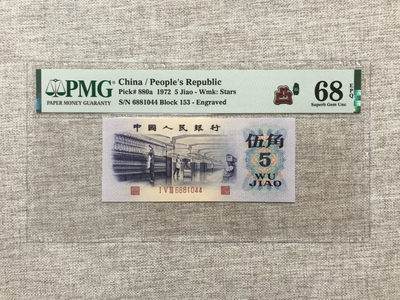 PMG
PAPER MONEY GUARANTY
China / People's Republic
Pick# 880a 1972 5 Jiao - Wmk: Stars
S/N 6881044 Block 153 - Engraved
68 EPQ
Superb Gem Unc
中国人民银行
伍角
5
WU
JIAO
I V III 6881044